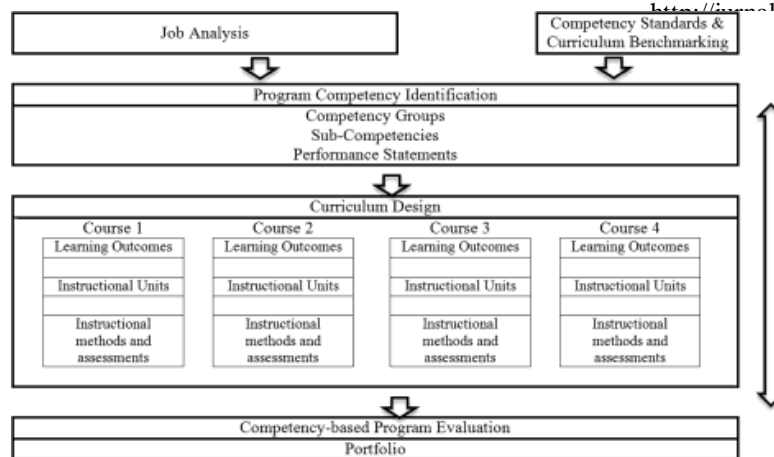 Job Analysis
Competency Standards &
Curriculum Benchmarking
Program Competency Identification
Competency Groups
Sub-Competencies
Performance Statements
Curriculum Design
Course 1 Course 2 Course 3 Course 4
Learning Outcomes Learning Outcomes Learning Outcomes Learning Outcomes
Instructional Units Instructional Units Instructional Units Instructional Units
Instructional Instructional Instructional Instructional
methods and methods and methods and methods and
assessments assessments assessments assessments
Competency-based Program Evaluation
Portfolio